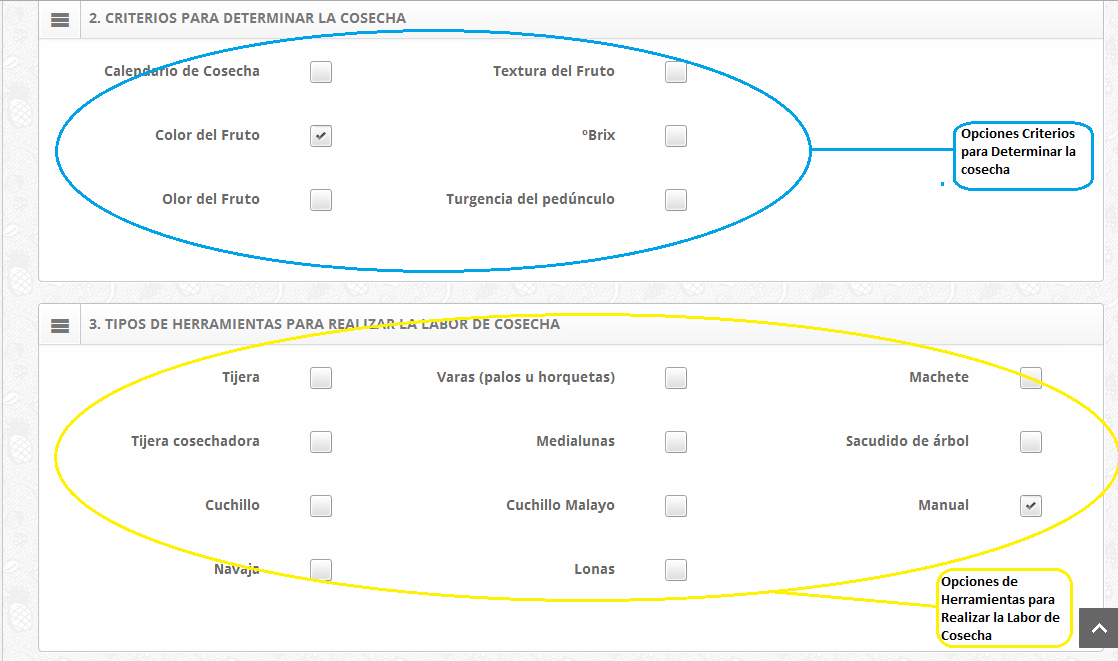 2. CRITERIOS PARA DETERMINAR LA COSECHA
Calendario de Cosecha
Textura del Fruto
Color del Fruto
°Brix
Olor del Fruto
Turgencia del pedúnculo
Opciones Criterios
para Determinar la
cosecha
3. TIPOS DE HERRAMIENTAS PARA REALIZAR LA LABOR DE COSECHA
Tijera
Varas (palos u horquetas)
Machete
Tijera cosechadora
Medialunas
Sacudido de árbol
Cuchillo
Cuchillo Malayo
Manual
Navaja
Lonas
Opciones de
Herramientas para
Realizar la Labor de
Cosecha